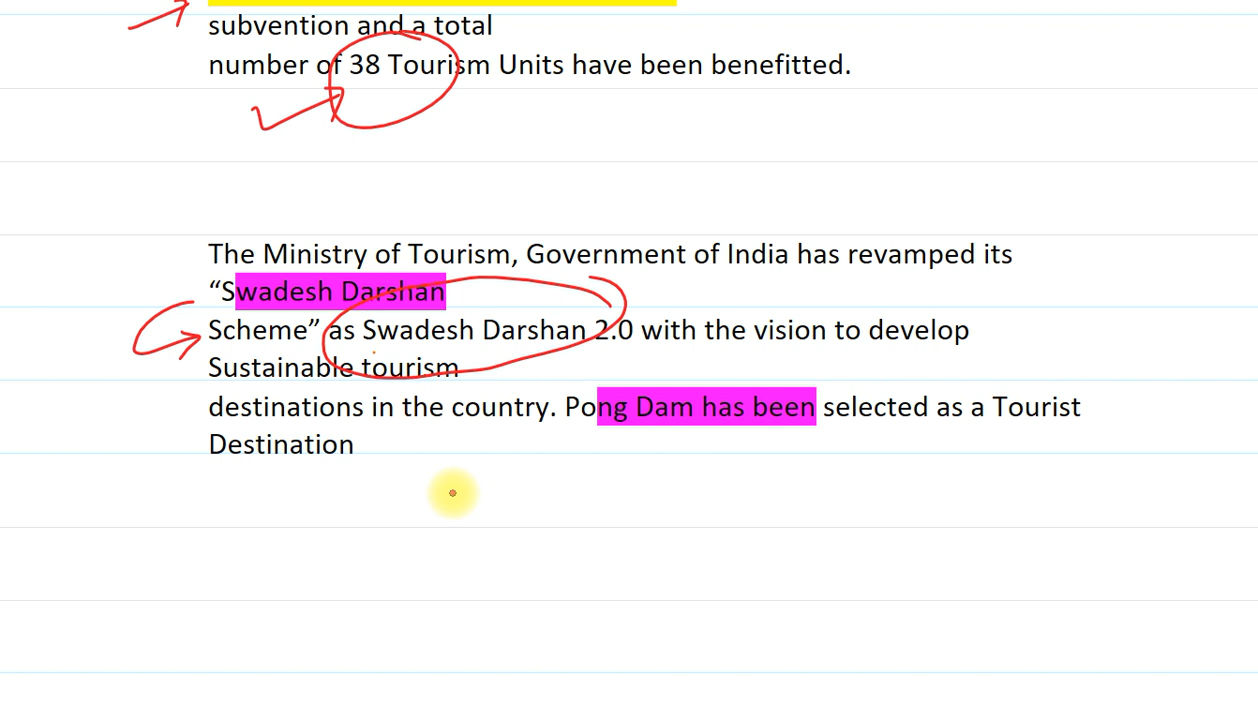 subvention and a total
number of 38 Tourism Units have been benefitted.
The Ministry of Tourism, Government of India has revamped its
“Swadesh Darshan
Scheme” as Swadesh Darshan 2.0 with the vision to develop
Sustainable tourism
destinations in the country. Pong Dam has been selected as a Tourist
Destination